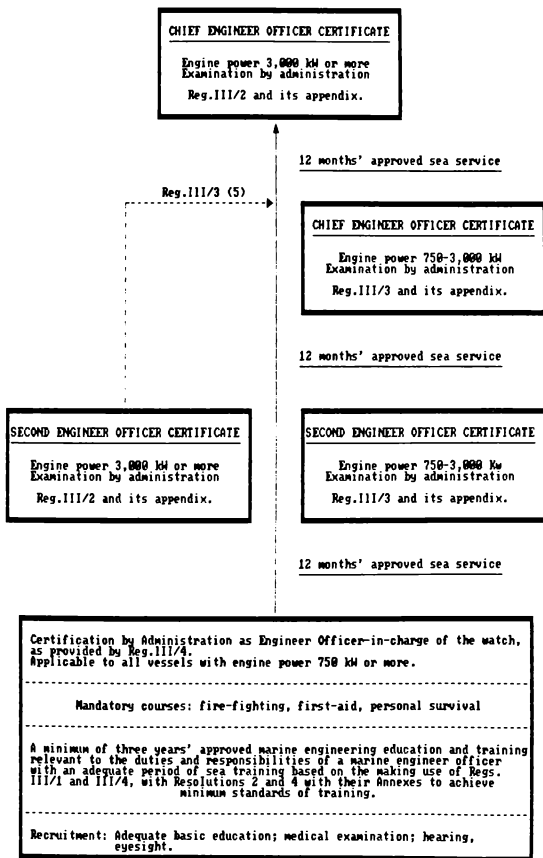 CHIEF ENGINEER OFFICER CERTIFICATE
Engine power 3,000 kW or more
Examination by administration
Reg.III/2 and its appendix.
12 months' approved sea service
Reg.III/3 (5)
CHIEF ENGINEER OFFICER CERTIFICATE
Engine power 750-3,000 kW
Examination by administration
Reg.III/3 and its appendix.
12 months' approved sea service
SECOND ENGINEER OFFICER CERTIFICATE
Engine power 3,000 kW or more
Examination by administration
Reg.III/2 and its appendix.
SECOND ENGINEER OFFICER CERTIFICATE
Engine power 750-3,000 Kw
Examination by administration
Reg.III/3 and its appendix.
12 months' approved sea service
Certification by Administration as Engineer Officer-in-charge of the watch,
as provided by Reg.III/4.
Applicable to all vessels with engine power 750 kW or more.
Mandatory courses: fire-fighting, first-aid, personal survival
A minimum of three years' approved marine engineering education and training
relevant to the duties and responsibilities of a marine engineer officer
with an adequate period of sea training based on the making use of Regs.
III/1 and III/4, with Resolutions 2 and 4 with their Annexes to achieve
minimum standards of training.
Recruitment: Adequate basic education; medical examination; hearing,
eyesight.